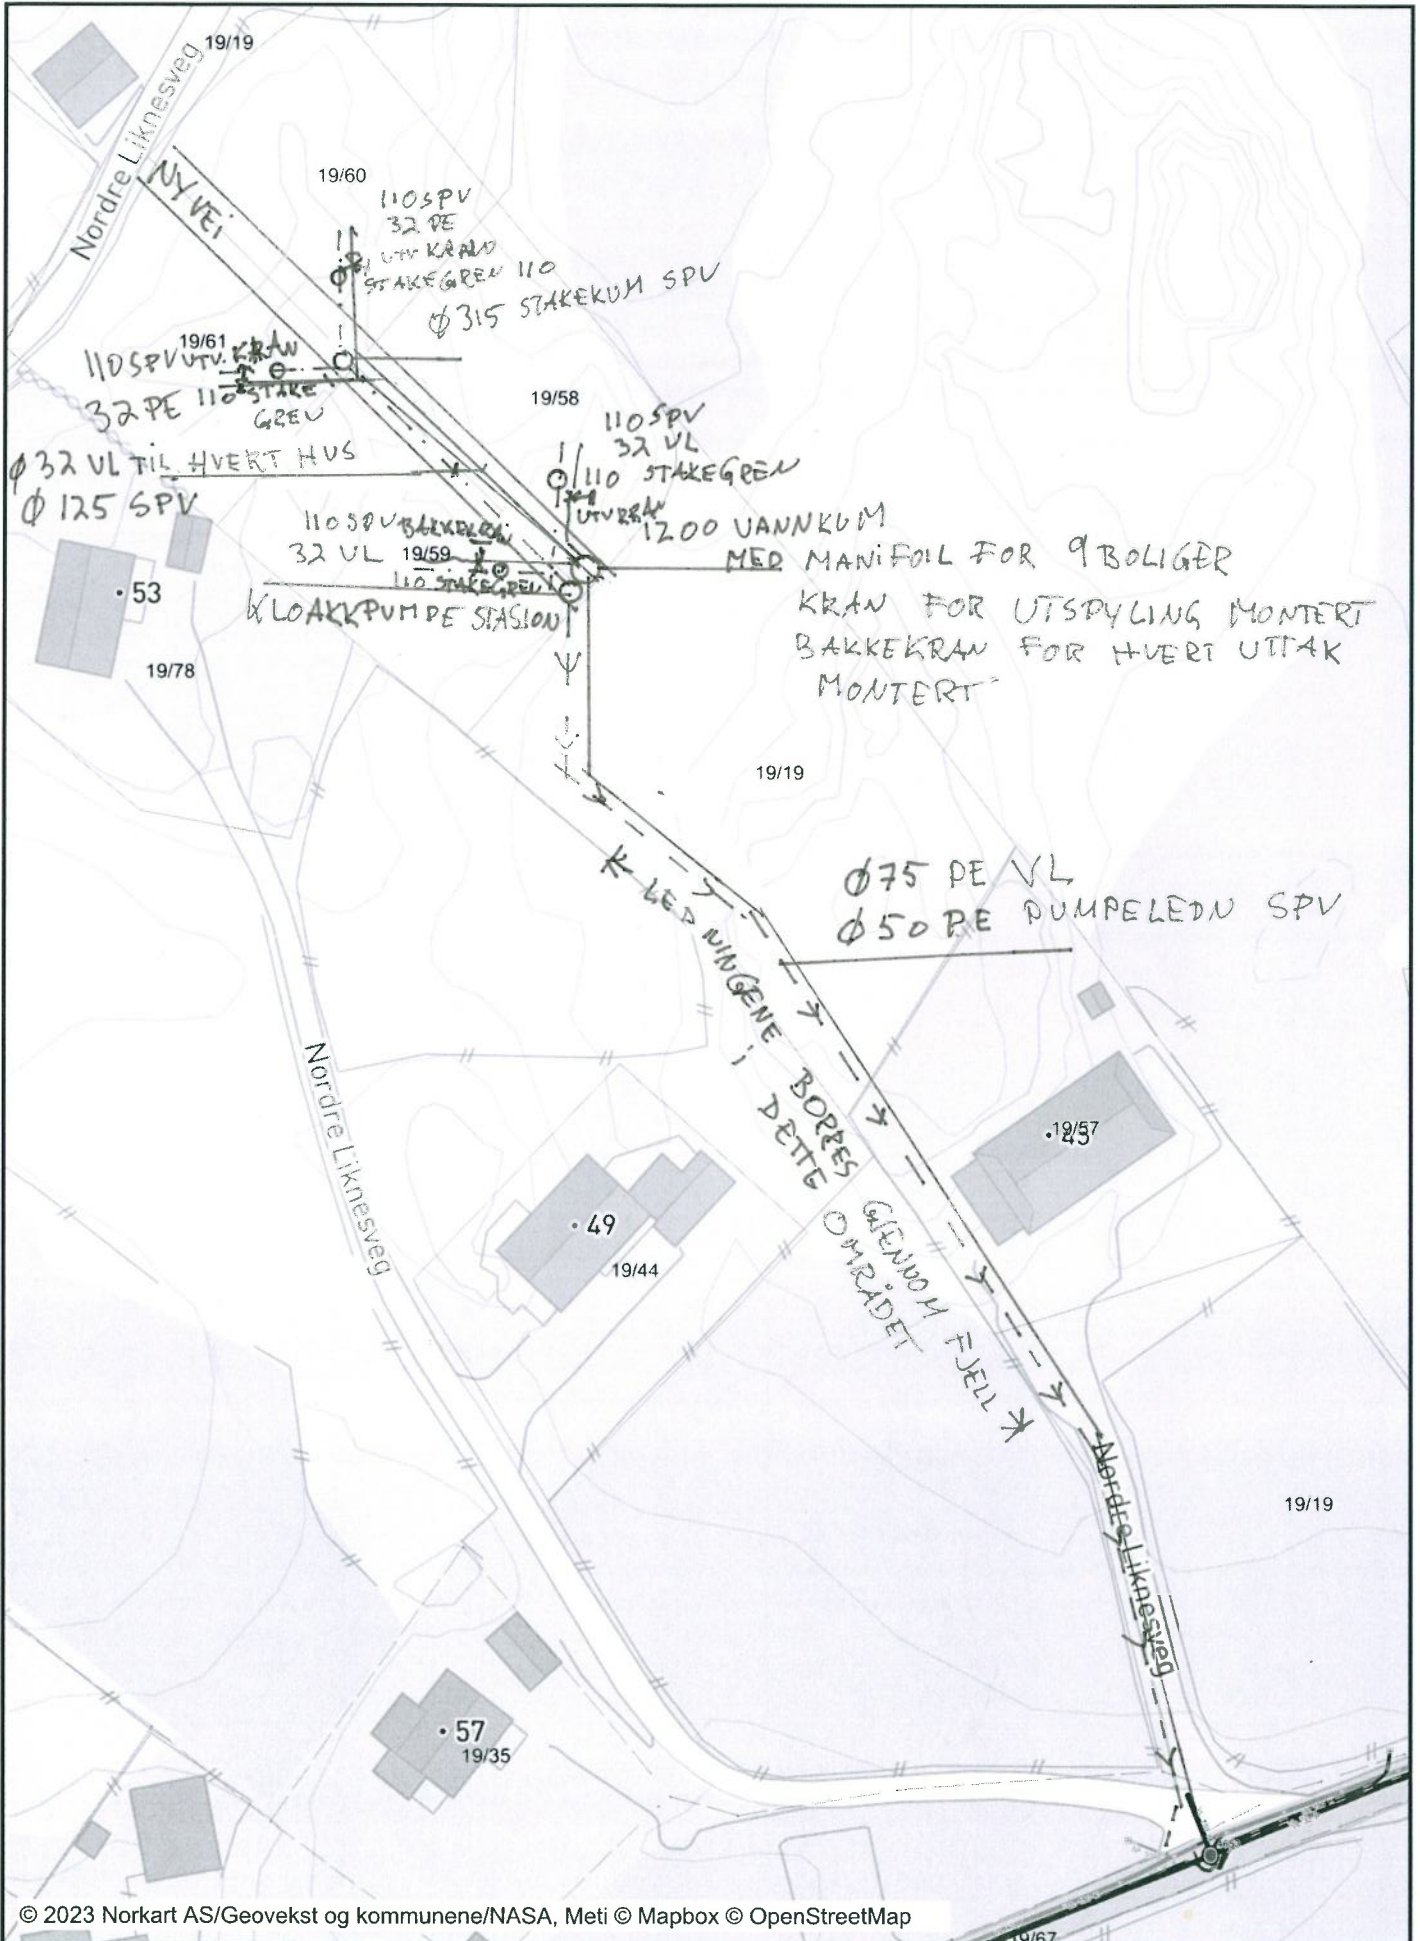 19/19
Nordre Liknesveg
NY VEI
19/60
110 SPV
32 PE
UTV KRAN
STAKEGREN 110
Ø 315 STAKEKUM SPV
19/61
110 SPV UTV. KRAN
32 PE 110 STAKE
GREN
Ø 32 VL TIL HVERT HUS
Ø 125 SPV
19/58
110 SPV
32 VL
110 STAKEGREN
UTV KRAN
110 SPV BAKKEKRAN
32 VL 19/59
110 STAKEGREN
KLOAKKPUMPE STASION
1200 VANNKUM
MED MANIFOIL FOR 9 BOLIGER
KRAN FOR UTSPYLING MONTERT
BAKKEKRAN FOR HVERT UTTAK
MONTERT
53
19/78
19/19
Ø75 PE VL
Ø50 PE PUMPELEDN SPV
LEDNINGENE BORRES GJENNOM FJELL
i DETTE OMRÅDET
Nordre Liknesveg
19/57
49
19/44
Nordre Liknesveg
19/19
57
19/35
© 2023 Norkart AS/Geovekst og kommunene/NASA, Meti © Mapbox © OpenStreetMap
19/67